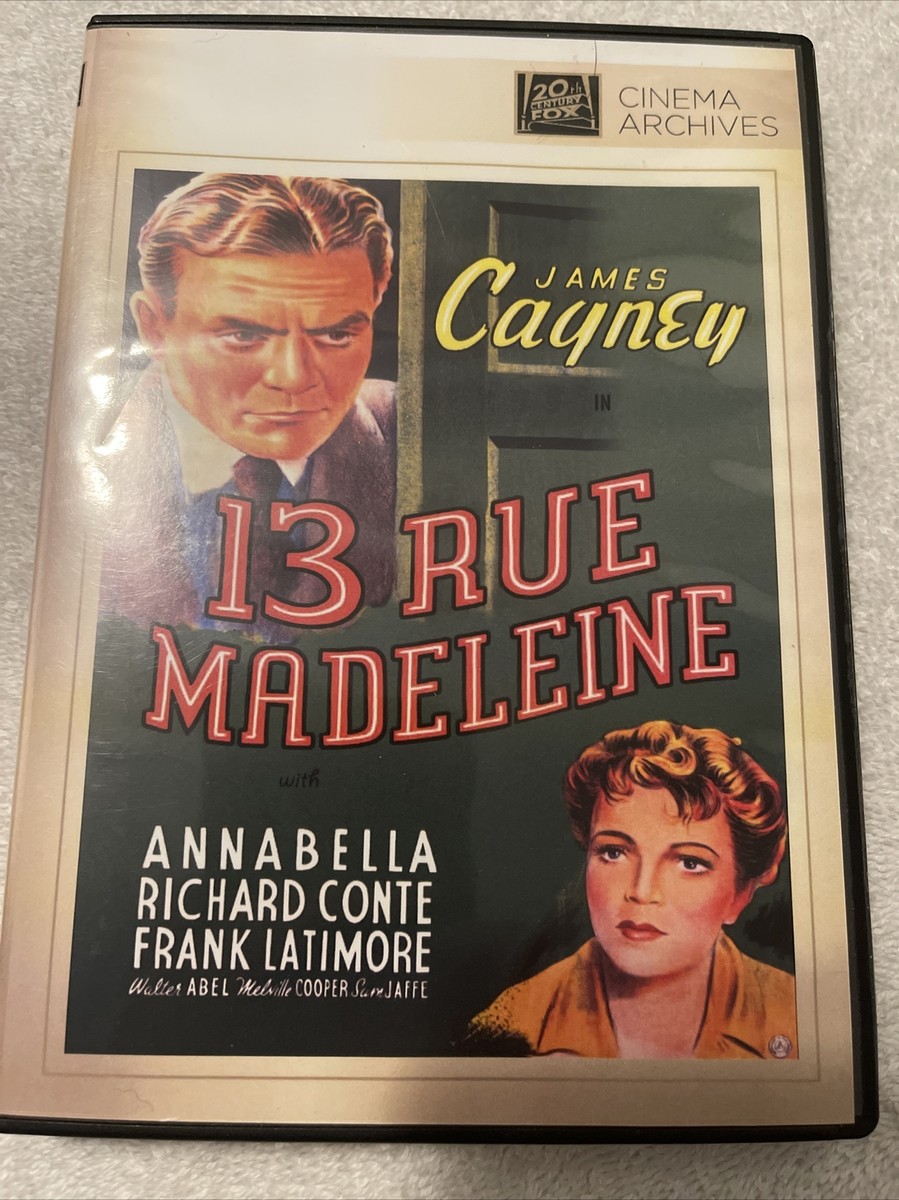 20th
CENTURY
FOX
CINEMA
ARCHIVES
JAMES
Cagney
IN
13 RUE
MADELEINE
with
ANNABELLA
RICHARD CONTE
FRANK LATIMORE
Walter ABEL Melville COOPER Sam JAFFE